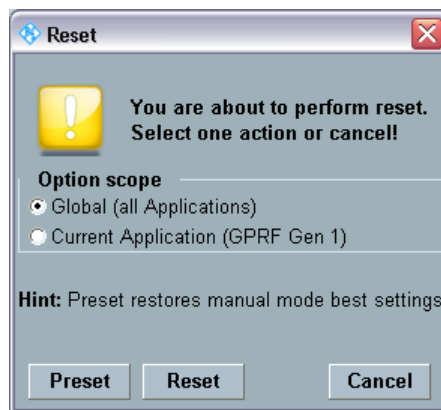 Reset
You are about to perform reset.
Select one action or cancel!
Option scope
Global (all Applications)
Current Application (GPRF Gen 1)
Hint: Preset restores manual mode best settings
Preset Reset Cancel